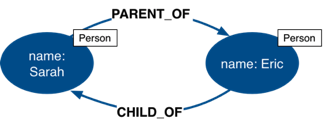 PARENT_OF
Person
Person
name:
Sarah
name: Eric
CHILD_OF